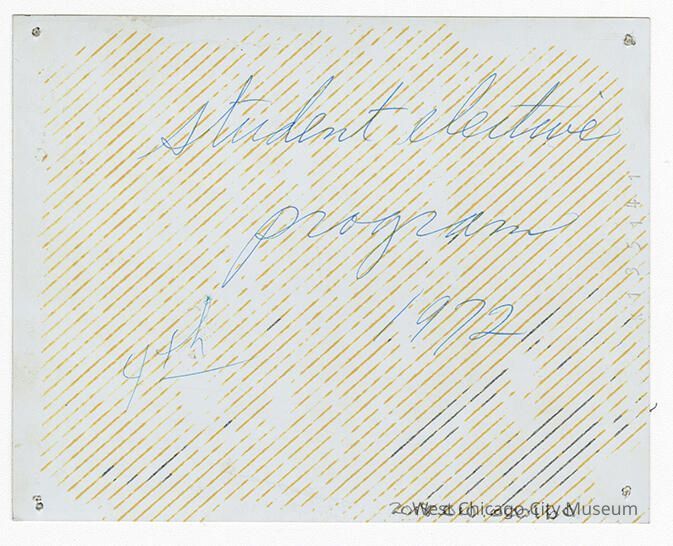 student elective
program
1972
4th
West Chicago City Museum